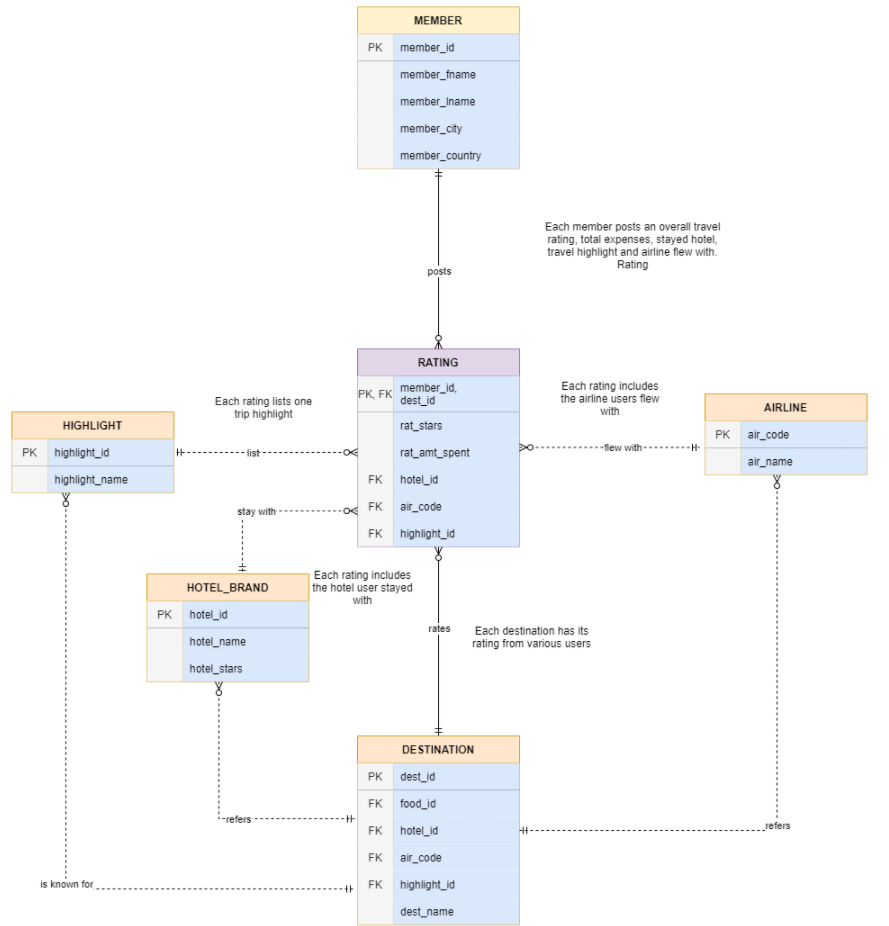 MEMBER
PK member_id
member_fname
member_lname
member_city
member_country
Each member posts an overall travel
rating, total expenses, stayed hotel,
travel highlight and airline flew with.
Rating
posts
RATING
PK, FK member_id,
dest_id
rat_stars
rat_amt_spent
FK hotel_id
FK air_code
FK highlight_id
Each rating lists one
trip highlight
Each rating includes
the airline users flew
with
HIGHLIGHT
PK highlight_id
highlight_name
list
flew with
AIRLINE
PK air_code
air_name
stay with
HOTEL_BRAND
PK hotel_id
hotel_name
hotel_stars
Each rating includes
the hotel user stayed
with
rates
Each destination has its
rating from various users
DESTINATION
PK dest_id
FK food_id
FK hotel_id
FK air_code
FK highlight_id
dest_name
refers
refers
is known for